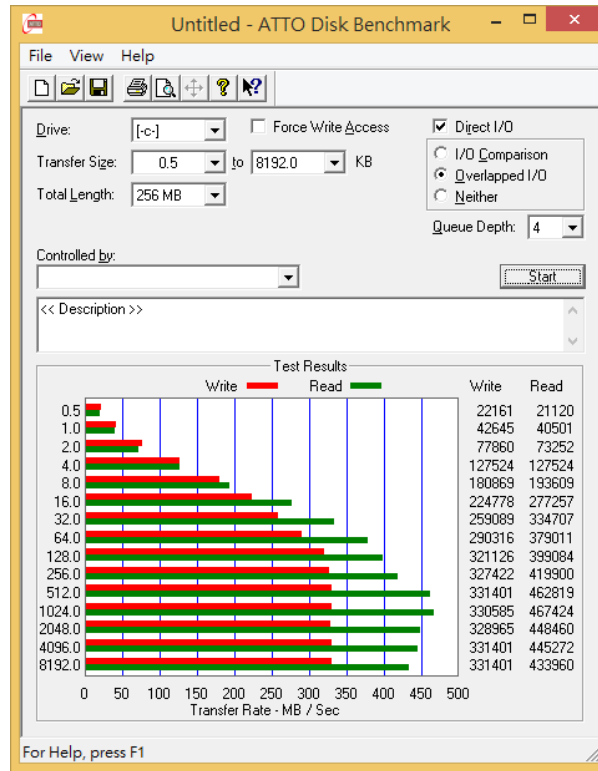 Untitled - ATTO Disk Benchmark
File View Help
Drive: [-c-] Force Write Access Direct I/O
Transfer Size: 0.5 to 8192.0 KB I/O Comparison
Overlapped I/O
Total Length: 256 MB Neither
Queue Depth: 4
Controlled by:
Start
<< Description >>
Test Results
Write Read Write Read
0.5 22161 21120
1.0 42645 40501
2.0 77860 73252
4.0 127524 127524
8.0 180869 193609
16.0 224778 277257
32.0 259089 334707
64.0 290316 379011
128.0 321126 399084
256.0 327422 419900
512.0 331401 462819
1024.0 330585 467424
2048.0 328965 448460
4096.0 331401 445272
8192.0 331401 433960
0 50 100 150 200 250 300 350 400 450 500
Transfer Rate - MB / Sec
For Help, press F1